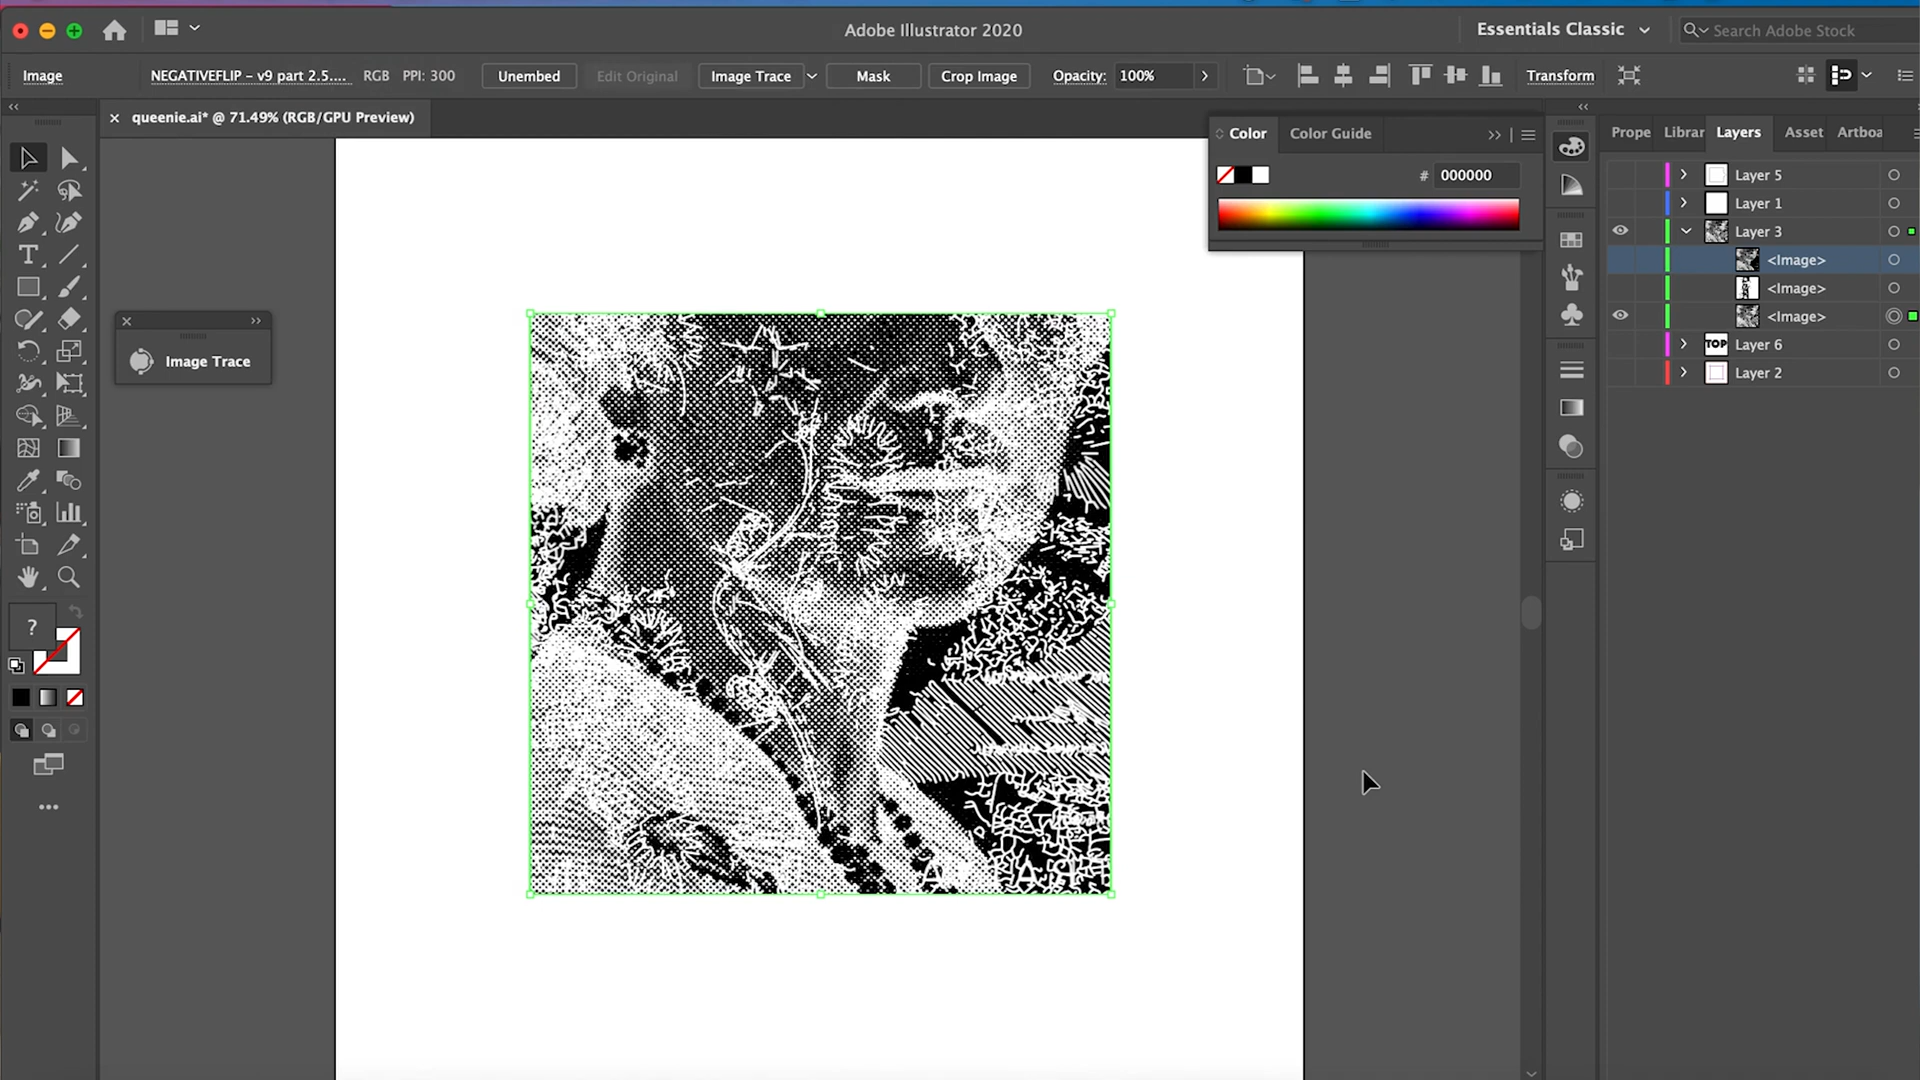 Adobe Illustrator 2020
Essentials Classic
Search Adobe Stock
Image
NEGATIVEFLIP - v9 part 2.5....
RGB
PPI: 300
Unembed
Edit Original
Image Trace
Mask
Crop Image
Opacity:
100%
Transform
queenie.ai* @ 71.49% (RGB/GPU Preview)
Color
Color Guide
# 000000
Prope
Librar
Layers
Asset
Artboa
Layer 5
Layer 1
Layer 3
<Image>
<Image>
<Image>
TOP
Layer 6
Layer 2
Image Trace
T
?